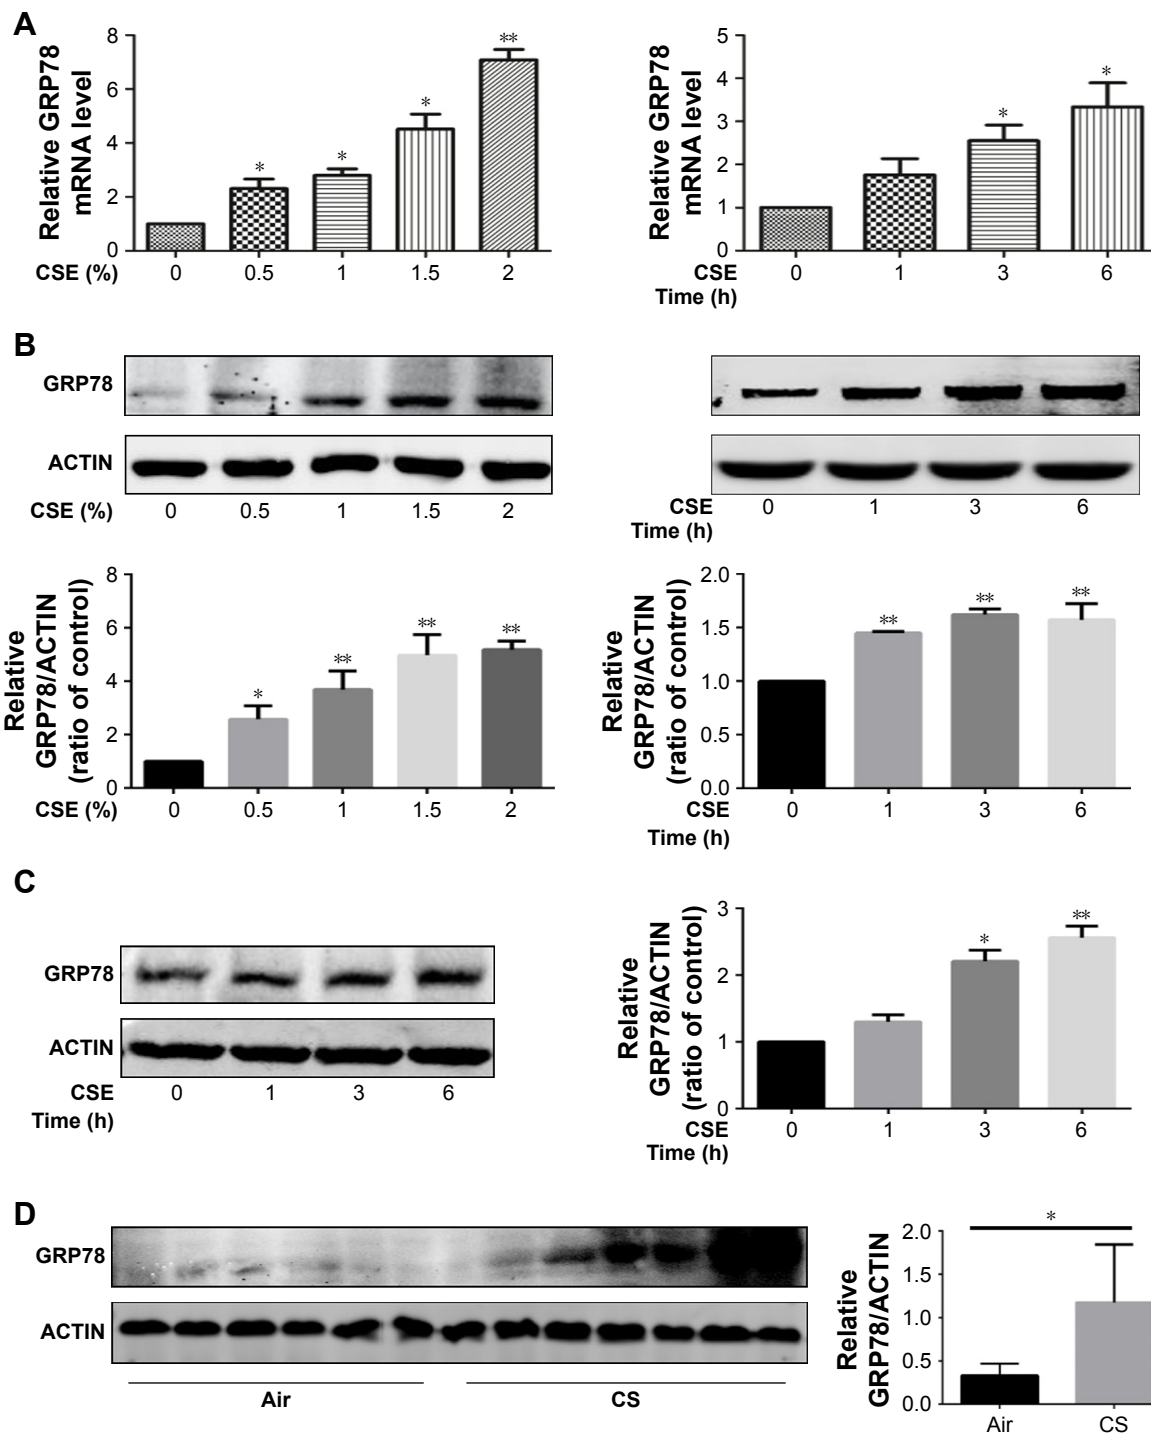 A
Relative GRP78
mRNA level
8
6
4
2
0
*
*
*
**
CSE (%)
0 0.5 1 1.5 2
Relative GRP78
mRNA level
5
4
3
2
1
0
*
*
CSE
0 1 3 6
Time (h)
B
GRP78
ACTIN
CSE (%) 0 0.5 1 1.5 2
CSE 0 1 3 6
Time (h)
Relative
GRP78/ACTIN
(ratio of control)
8
6
4
2
0
*
**
**
**
CSE (%) 0 0.5 1 1.5 2
Relative
GRP78/ACTIN
(ratio of control)
2.0
1.5
1.0
0.5
0.0
**
**
**
CSE 0 1 3 6
Time (h)
C
GRP78
ACTIN
CSE 0 1 3 6
Time (h)
Relative
GRP78/ACTIN
(ratio of control)
3
2
1
0
*
**
CSE 0 1 3 6
Time (h)
D
GRP78
ACTIN
Air CS
Relative
GRP78/ACTIN
2.0
1.5
1.0
0.5
0.0
*
Air CS